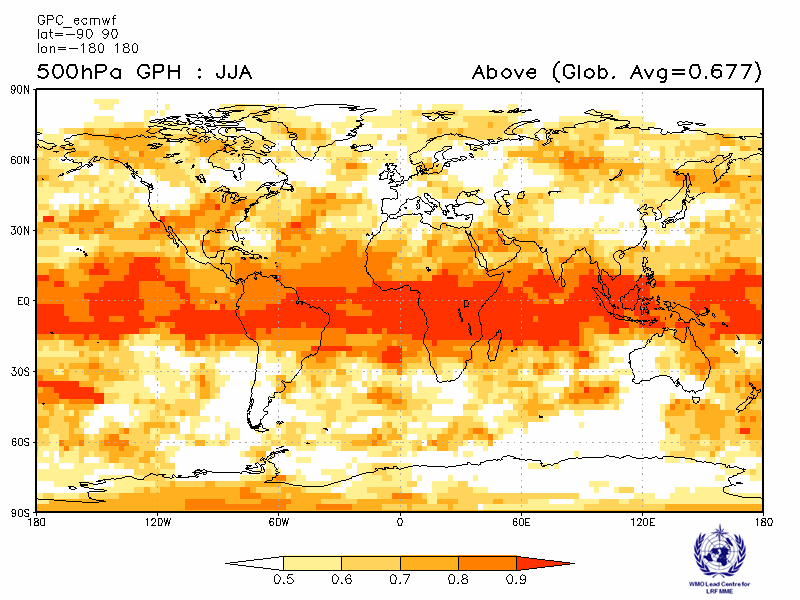 GPC_ecmwf
lat=-90 90
lon=-180 180
500hPa GPH : JJA
Above (Glob. Avg=0.677)
90N
60N
30N
EQ
30S
60S
90S
180 120W 60W 0 60E 120E 180
0.5 0.6 0.7 0.8 0.9
WMO Lead Centre for
LRF MME